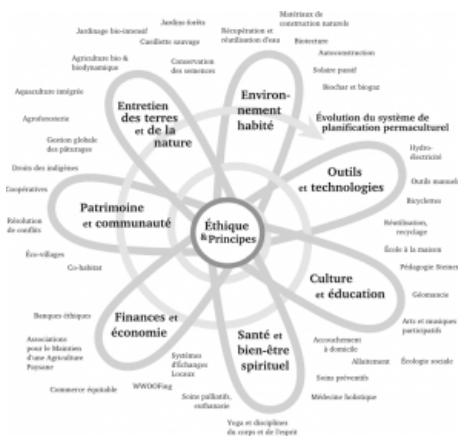 Matériaux de
construction naturels
Jardins-forêts
Jardinage bio-intensif
Cueillette sauvage
Récupération et
réutilisation d'eau
Biotecture
Autoconstruction
Agriculture bio &
biodynamique
Conservation
des semences
Solaire passif
Biochar et biogaz
Aquaculture intégrée
Entretien
des terres
et de la
nature
Environ-
nement
habité
Évolution du système de
planification permaculturel
Agroforesterie
Gestion globale
des pâturages
Hydro-
électricité
Droits des indigènes
Outils
et technologies
Outils manuels
Coopératives
Bicyclettes
Patrimoine
et communauté
Éthique
& Principes
Résolution
de conflits
Réutilisation,
recyclage
École à la maison
Éco-villages
Co-habitat
Pédagogie Steiner
Culture
et éducation
Géomancie
Banques éthiques
Finances et
économie
Santé et
bien-être
spirituel
Arts et musiques
participatifs
Associations
pour le Maintien
d'une Agriculture
Paysane
Accouchement
à domicile
Systèmes
d'Échanges
Locaux
Allaitement
Écologie sociale
Soins préventifs
Commerce équitable
WWOOFing
Soins palliatifs,
euthanasie
Médecine holistique
Yoga et disciplines
du corps et de l'esprit